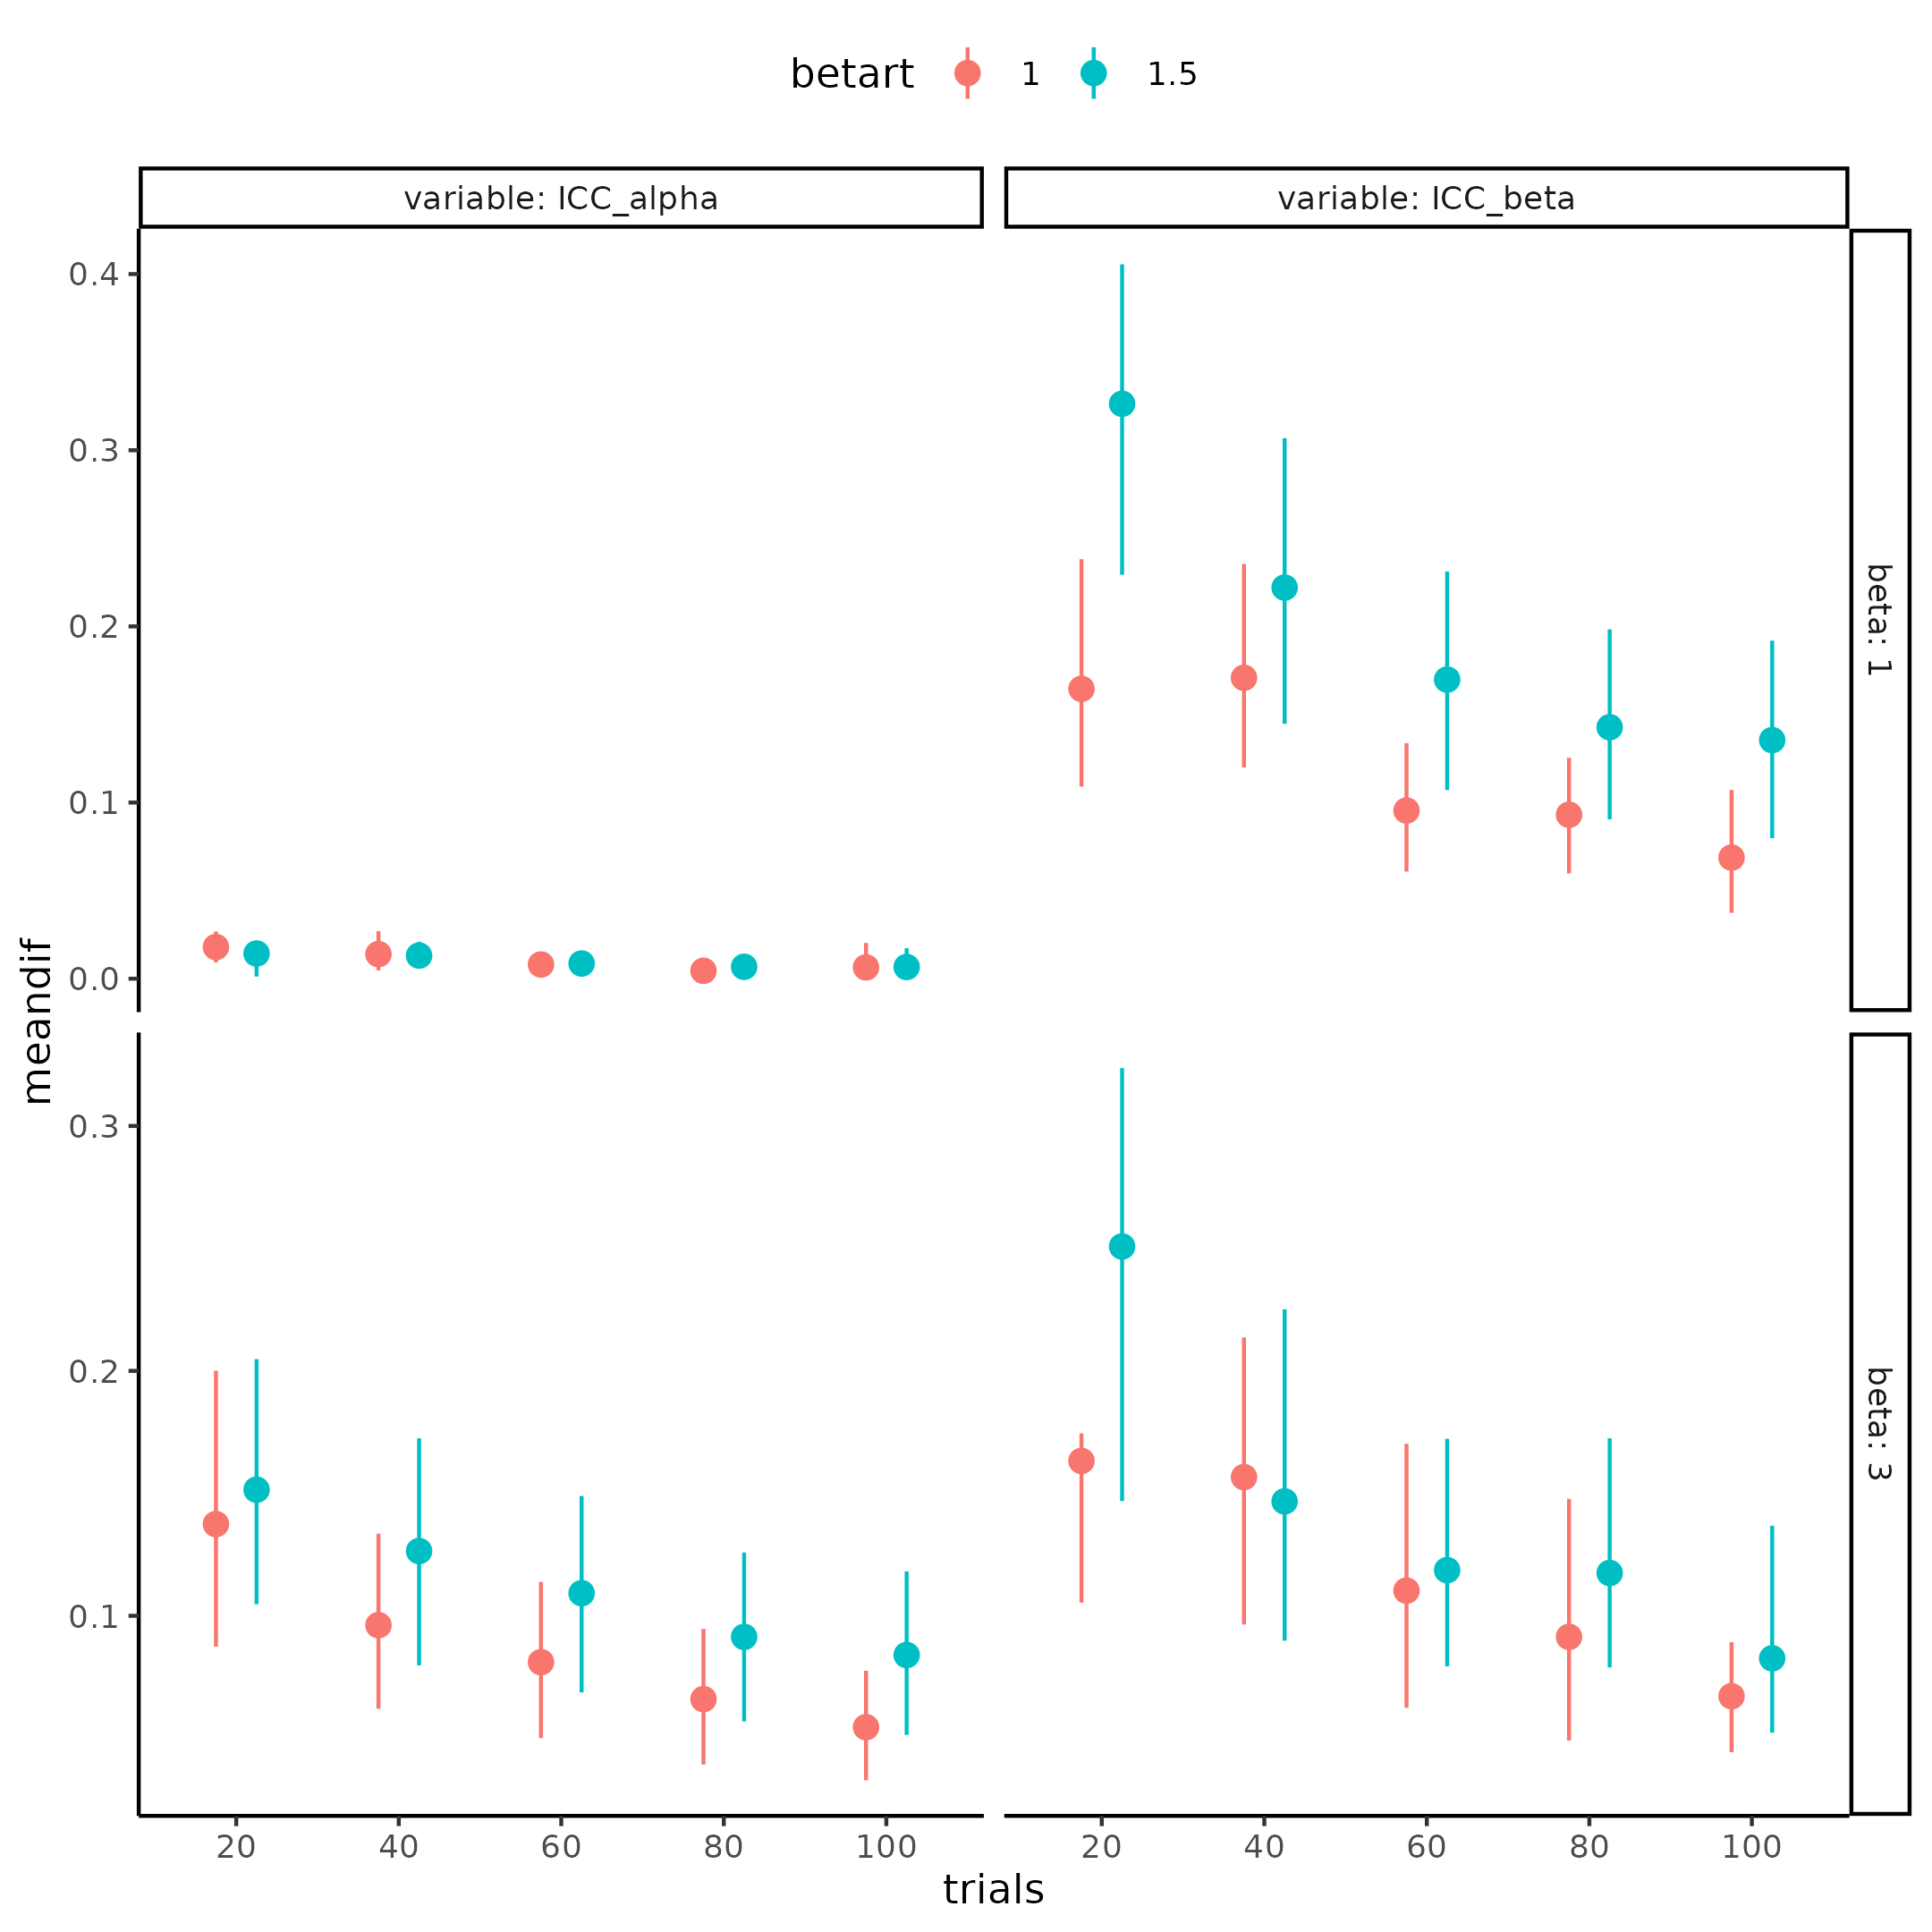 betart 1 1.5
variable: ICC_alpha
variable: ICC_beta
0.4
0.3
0.2
0.1
0.0
beta: 1
meandif
0.3
0.2
0.1
beta: 3
20 40 60 80 100
20 40 60 80 100
trials